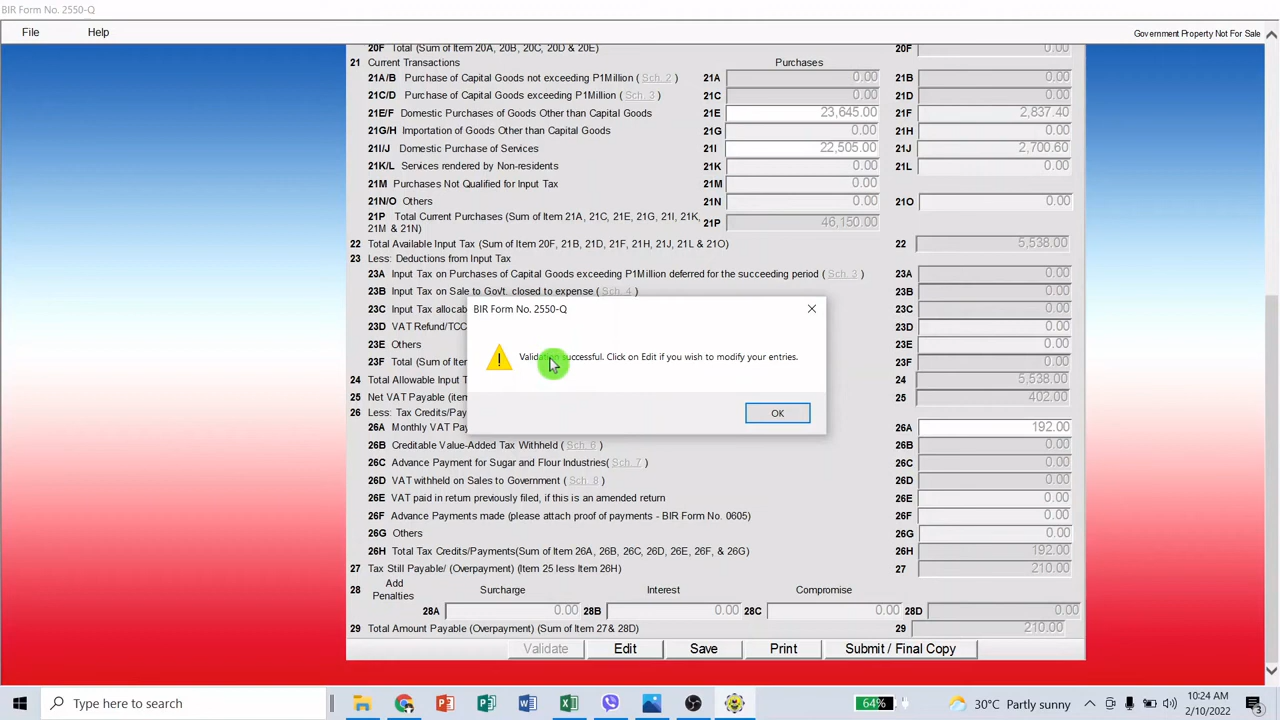 BIR Form No. 2550-Q
File Help Government Property Not For Sale
20F Total (Sum of Item 20A, 20B, 20C, 20D & 20E) 20F 0.00
21 Current Transactions Purchases
21A/B Purchase of Capital Goods not exceeding P1Million ( Sch. 2 ) 21A 0.00 21B 0.00
21C/D Purchase of Capital Goods exceeding P1Million ( Sch. 3 ) 21C 0.00 21D 0.00
21E/F Domestic Purchases of Goods Other than Capital Goods 21E 23,645.00 21F 2,837.40
21G/H Importation of Goods Other than Capital Goods 21G 0.00 21H 0.00
21I/J Domestic Purchase of Services 21I 22,505.00 21J 2,700.60
21K/L Services rendered by Non-residents 21K 0.00 21L 0.00
21M Purchases Not Qualified for Input Tax 21M 0.00
21N/O Others 21N 0.00 21O 0.00
21P Total Current Purchases (Sum of Item 21A, 21C, 21E, 21G, 21I, 21K,
21M & 21N) 21P 46,150.00
22 Total Available Input Tax (Sum of Item 20F, 21B, 21D, 21F, 21H, 21J, 21L & 21O) 22 5,538.00
23 Less: Deductions from Input Tax
23A Input Tax on Purchases of Capital Goods exceeding P1Million deferred for the succeeding period ( Sch. 3 ) 23A 0.00
23B Input Tax on Sale to Gov't. closed to expense ( Sch. 4 ) 23B 0.00
23C Input Tax allocab 23C 0.00
23D VAT Refund/TCC 23D 0.00
23E Others 23E 0.00
23F Total (Sum of Item 23F 0.00
24 Total Allowable Input T 24 5,538.00
25 Net VAT Payable (item 25 402.00
26 Less: Tax Credits/Pay
26A Monthly VAT Pay 26A 192.00
BIR Form No. 2550-Q
Validation successful. Click on Edit if you wish to modify your entries.
OK
26B Creditable Value-Added Tax Withheld ( Sch. 6 ) 26B 0.00
26C Advance Payment for Sugar and Flour Industries( Sch. 7 ) 26C 0.00
26D VAT withheld on Sales to Government ( Sch. 8 ) 26D 0.00
26E VAT paid in return previously filed, if this is an amended return 26E 0.00
26F Advance Payments made (please attach proof of payments - BIR Form No. 0605) 26F 0.00
26G Others 26G 0.00
26H Total Tax Credits/Payments(Sum of Item 26A, 26B, 26C, 26D, 26E, 26F, & 26G) 26H 192.00
27 Tax Still Payable/ (Overpayment) (Item 25 less Item 26H) 27 210.00
28 Add Penalties Surcharge Interest Compromise
28A 0.00 28B 0.00 28C 0.00 28D 0.00
29 Total Amount Payable (Overpayment) (Sum of Item 27& 28D) 29 210.00
Validate Edit Save Print Submit / Final Copy
Type here to search 64% 30°C Partly sunny 10:24 AM
2/10/2022 3